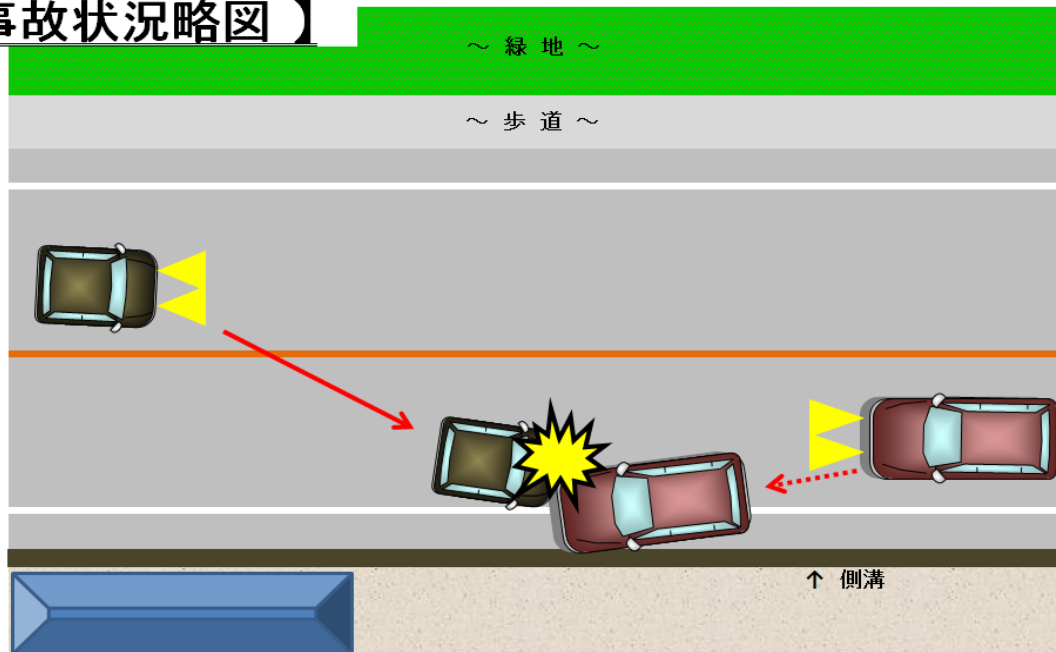 事故状況略図 】
～ 緑 地 ～
～ 歩 道 ～
↑ 側溝